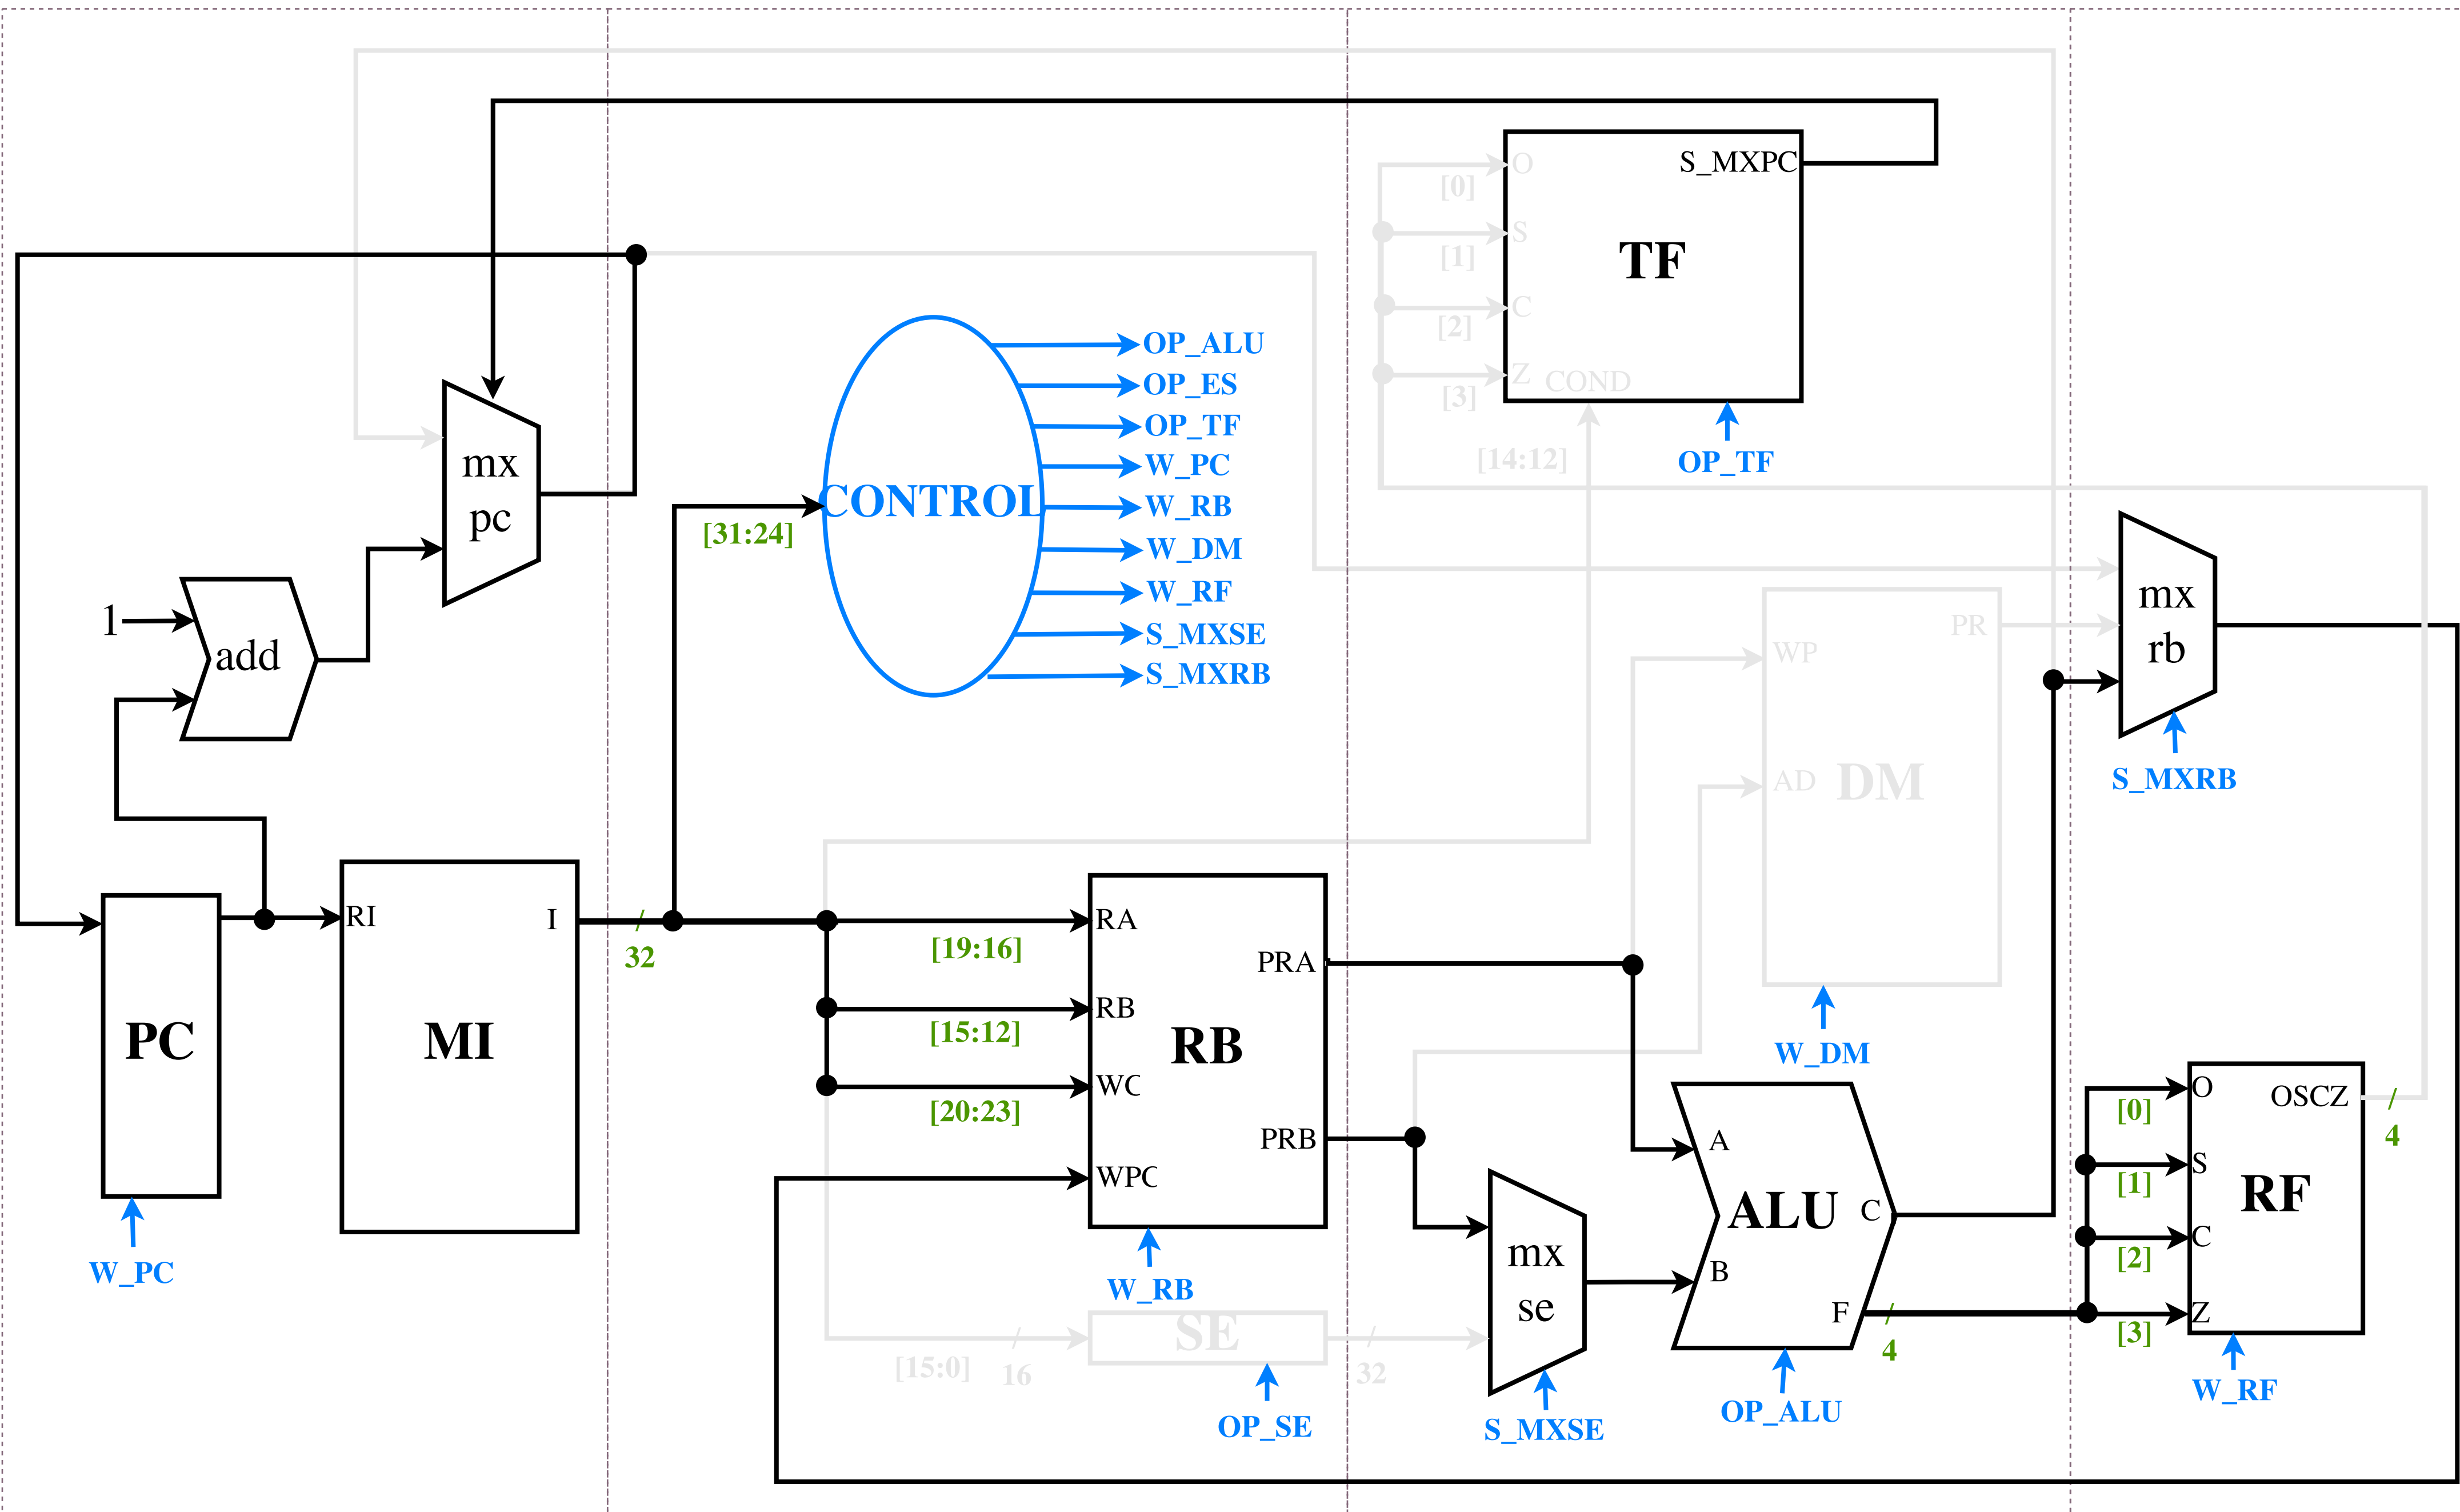 S_MXPC
O
[0]
S
[1]
TF
C
[2]
Z
COND
[3]
[14:12]
OP_TF
CONTROL
[31:24]
OP_ALU
OP_ES
OP_TF
W_PC
W_RB
W_DM
W_RF
S_MXSE
S_MXRB
mx
pc
1
add
mx
rb
S_MXRB
PR
WP
AD
DM
W_DM
PC
W_PC
RI
I
MI
32
RA
[19:16]
RB
[15:12]
WC
[20:23]
WPC
PRA
RB
PRB
W_RB
SE
[15:0]
16
32
OP_SE
mx
se
S_MXSE
A
ALU
C
B
F
4
OP_ALU
O
[0]
OSCZ
4
S
[1]
RF
C
[2]
Z
[3]
W_RF